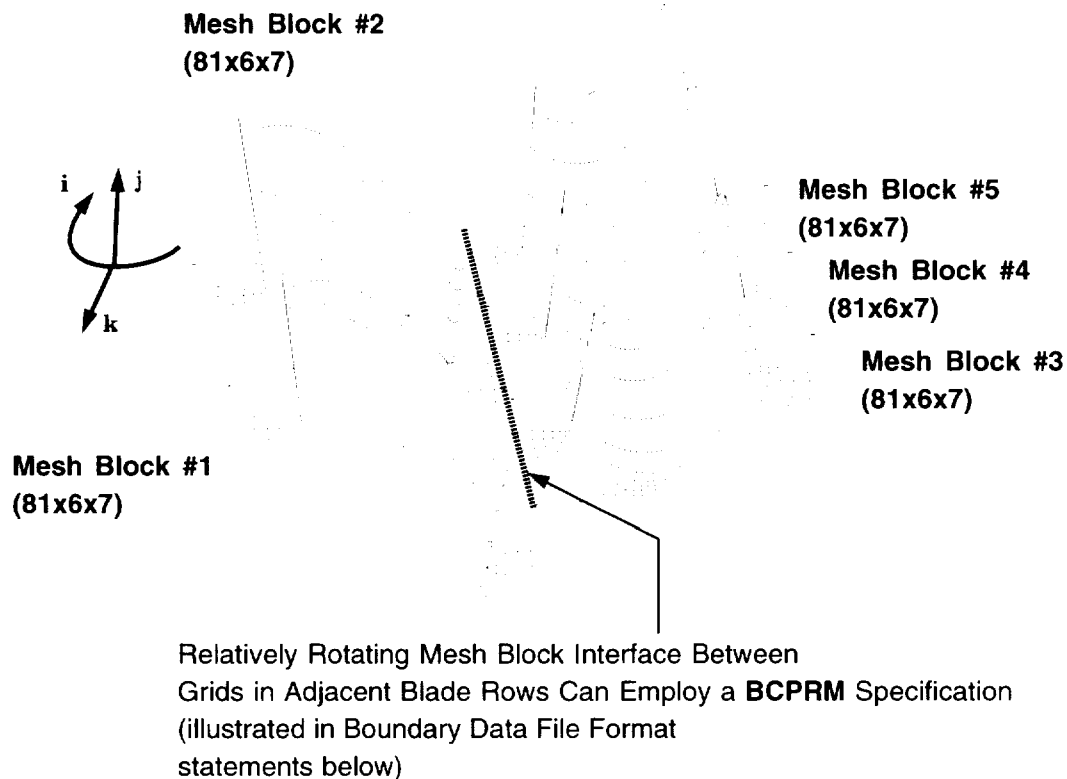 Mesh Block #2
(81x6x7)
i
j
k
Mesh Block #5
(81x6x7)
Mesh Block #4
(81x6x7)
Mesh Block #3
(81x6x7)
Mesh Block #1
(81x6x7)
Relatively Rotating Mesh Block Interface Between
Grids in Adjacent Blade Rows Can Employ a BCPRM Specification
(illustrated in Boundary Data File Format
statements below)